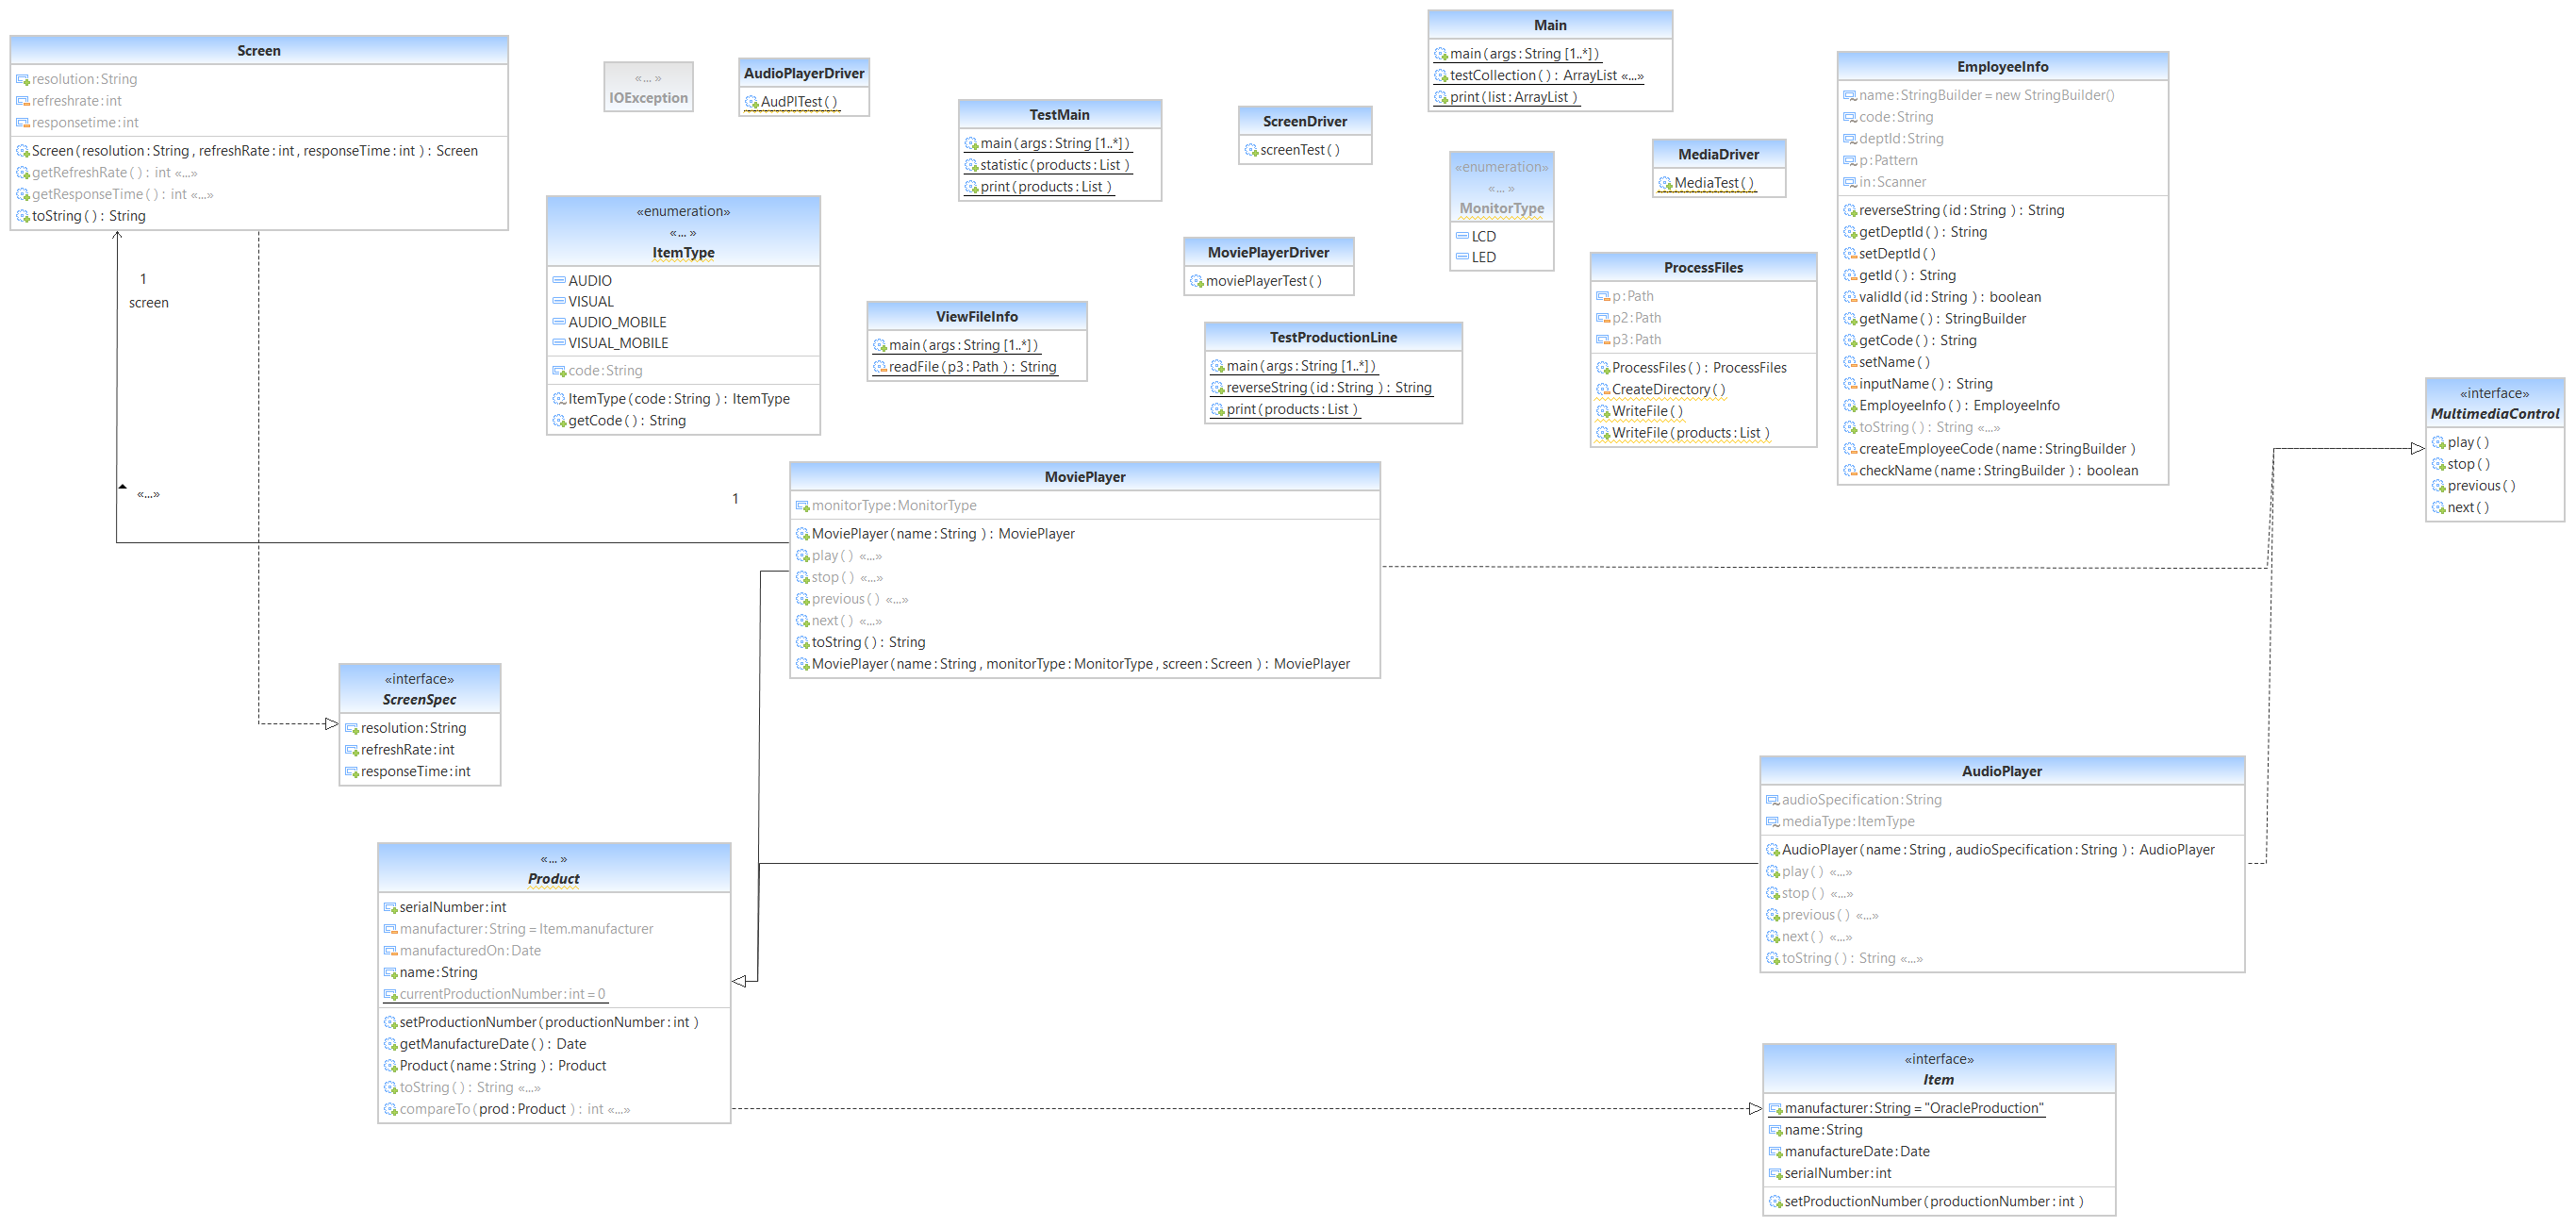 Screen
resolution:String
refreshrate:int
responsetime:int
Screen(resolution:String, refreshRate:int, responseTime:int): Screen
getRefreshRate(): int «...»
getResponseTime(): int «...»
toString(): String
1
screen
«...»
1
«... »
IOException
AudioPlayerDriver
AudPlTest()
TestMain
main(args:String [1..*])
statistic(products:List )
print(products:List )
ScreenDriver
screenTest()
Main
main(args:String [1..*])
testCollection(): ArrayList «...»
print(list:ArrayList )
«enumeration»
«... »
MonitorType
LCD
LED
MediaDriver
MediaTest()
EmployeeInfo
name:StringBuilder = new StringBuilder()
code:String
deptId:String
p:Pattern
in:Scanner
reverseString(id:String ): String
getDeptId(): String
setDeptId()
getId(): String
validId(id:String ): boolean
getName(): StringBuilder
getCode(): String
setName()
inputName(): String
EmployeeInfo(): EmployeeInfo
toString(): String «...»
createEmployeeCode(name:StringBuilder )
checkName(name:StringBuilder ): boolean
«enumeration»
«... »
ItemType
AUDIO
VISUAL
AUDIO_MOBILE
VISUAL_MOBILE
code:String
ItemType(code:String ): ItemType
getCode(): String
MoviePlayerDriver
moviePlayerTest()
ProcessFiles
p:Path
p2:Path
p3:Path
ProcessFiles(): ProcessFiles
CreateDirectory()
WriteFile()
WriteFile(products:List )
ViewFileInfo
main(args:String [1..*])
readFile(p3:Path ): String
TestProductionLine
main(args:String [1..*])
reverseString(id:String ): String
print(products:List )
«interface»
MultimediaControl
play()
stop()
previous()
next()
MoviePlayer
monitorType:MonitorType
MoviePlayer(name:String ): MoviePlayer
play() «...»
stop() «...»
previous() «...»
next() «...»
toString(): String
MoviePlayer(name:String, monitorType:MonitorType, screen:Screen ): MoviePlayer
«interface»
ScreenSpec
resolution:String
refreshRate:int
responseTime:int
AudioPlayer
audioSpecification:String
mediaType:ItemType
AudioPlayer(name:String, audioSpecification:String ): AudioPlayer
play() «...»
stop() «...»
previous() «...»
next() «...»
toString(): String «...»
«... »
Product
serialNumber:int
manufacturer:String = Item.manufacturer
manufacturedOn:Date
name:String
currentProductionNumber:int = 0
setProductionNumber(productionNumber:int )
getManufactureDate(): Date
Product(name:String ): Product
toString(): String «...»
compareTo(prod:Product ): int «...»
«interface»
Item
manufacturer:String = "OracleProduction"
name:String
manufactureDate:Date
serialNumber:int
setProductionNumber(productionNumber:int )